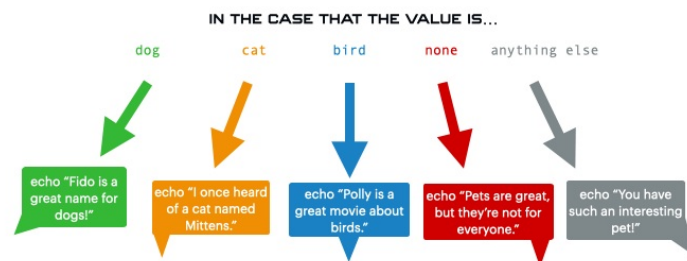 IN THE CASE THAT THE VALUE IS...
dog cat bird none anything else
echo “Fido is a
great name for
dogs!”
echo “I once heard
of a cat named
Mittens.”
echo “Polly is a
great movie about
birds.”
echo “Pets are great,
but they’re not for
everyone.”
echo “You have
such an interesting
pet!”